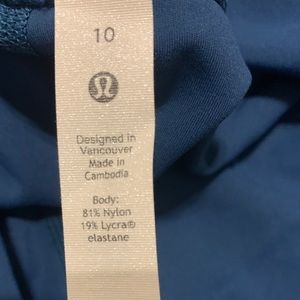 10
Designed in
Vancouver
Made in
Cambodia
Body:
81% Nylon
19% Lycra®
elastane